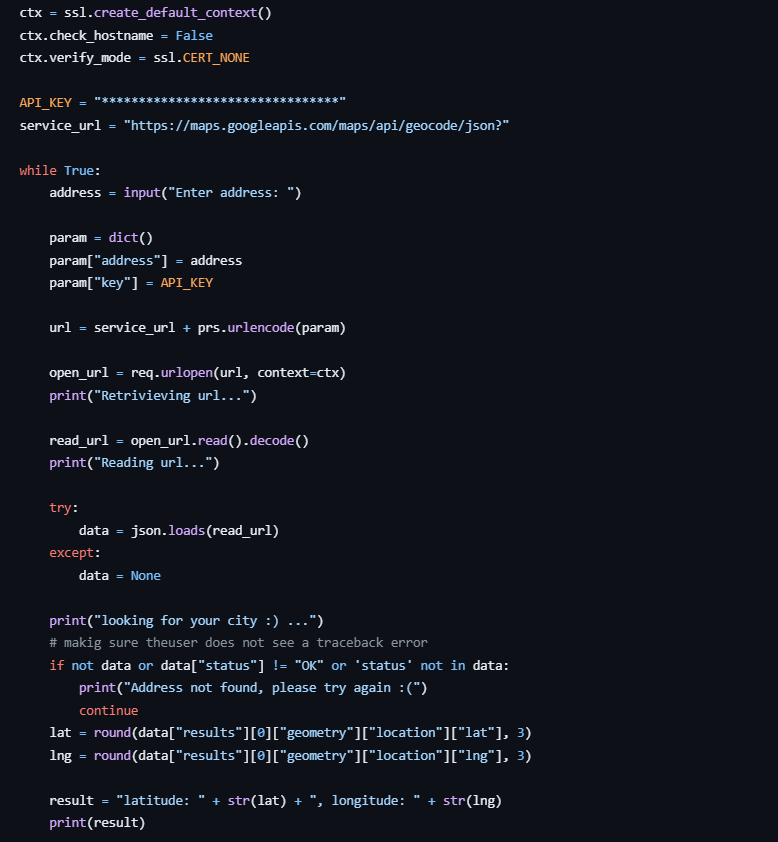 ctx = ssl.create_default_context()
ctx.check_hostname = False
ctx.verify_mode = ssl.CERT_NONE
API_KEY = "********************************"
service_url = "https://maps.googleapis.com/maps/api/geocode/json?"
while True:
    address = input("Enter address: ")
    param = dict()
    param["address"] = address
    param["key"] = API_KEY
    url = service_url + prs.urlencode(param)
    open_url = req.urlopen(url, context=ctx)
    print("Retrivieving url...")
    read_url = open_url.read().decode()
    print("Reading url...")
    try:
        data = json.loads(read_url)
    except:
        data = None
    print("looking for your city :) ...")
    # makig sure theuser does not see a traceback error
    if not data or data["status"] != "OK" or 'status' not in data:
        print("Address not found, please try again :(")
        continue
    lat = round(data["results"][0]["geometry"]["location"]["lat"], 3)
    lng = round(data["results"][0]["geometry"]["location"]["lng"], 3)
    result = "latitude: " + str(lat) + ", longitude: " + str(lng)
    print(result)